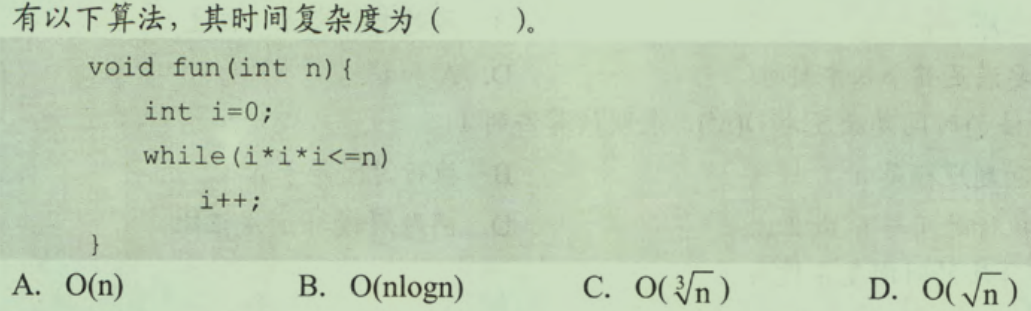 有以下算法，其时间复杂度为（　　）。
void fun(int n){
int i=0;
while(i*i*i<=n)
i++;
}
A. O(n) B. O(nlogn) C. O(∛n) D. O(√n)